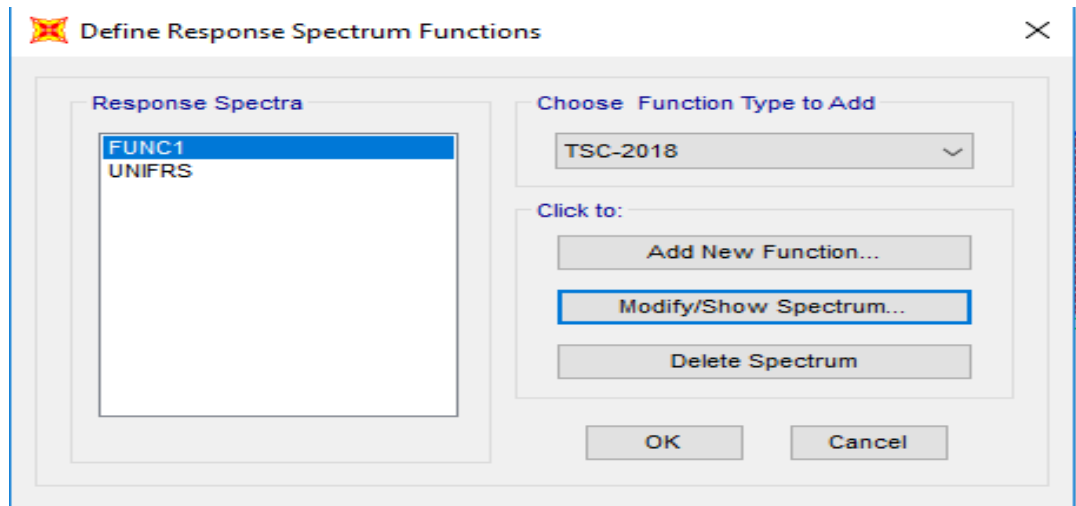 Define Response Spectrum Functions
Response Spectra
FUNC1
UNIFRS
Choose Function Type to Add
TSC-2018
Click to:
Add New Function...
Modify/Show Spectrum...
Delete Spectrum
OK
Cancel